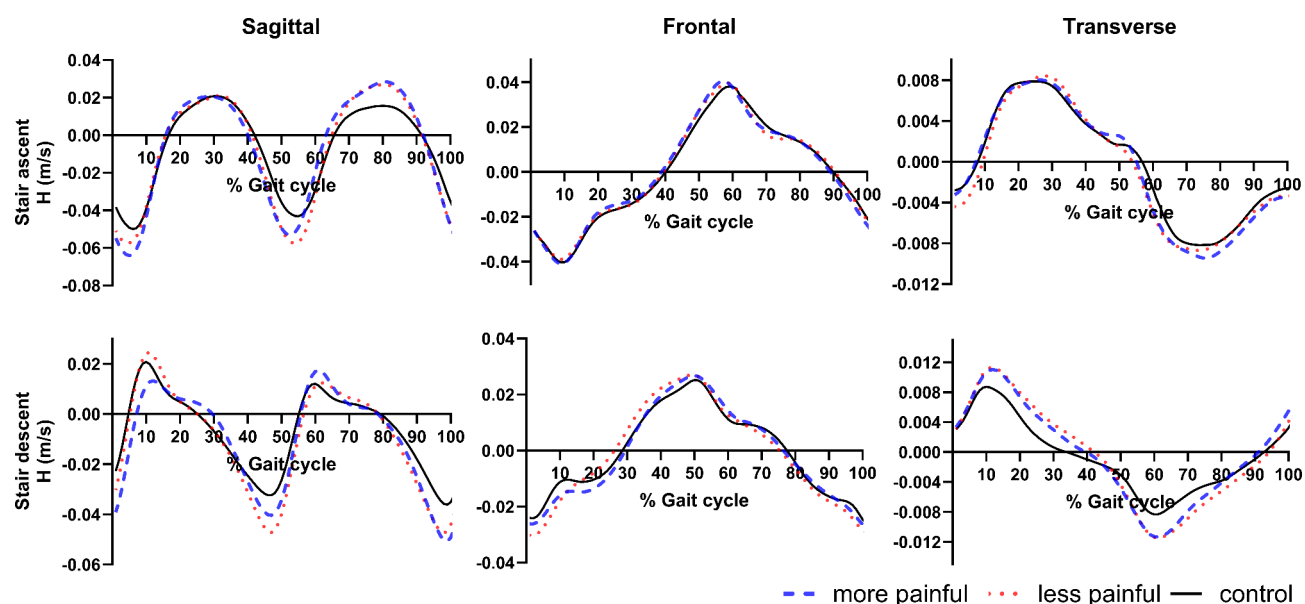 Sagittal Frontal Transverse
Stair ascent
H (m/s)
0.04
0.02
0.00
-0.02
-0.04
-0.06
-0.08
10 20 30 40 50 60 70 80 90 100
% Gait cycle
0.04
0.02
0.00
-0.02
-0.04
10 20 30 40 50 60 70 80 90 100
% Gait cycle
0.008
0.004
0.000
-0.004
-0.008
-0.012
10 20 30 40 50 60 70 80 90 100
% Gait cycle
Stair descent
H (m/s)
0.02
0.00
-0.02
-0.04
-0.06
10 20 30 40 50 60 70 80 90 100
% Gait cycle
0.04
0.02
0.00
-0.02
-0.04
10 20 30 40 50 60 70 80 90 100
% Gait cycle
0.012
0.008
0.004
0.000
-0.004
-0.008
-0.012
10 20 30 40 50 60 70 80 90 100
% Gait cycle
more painful less painful control